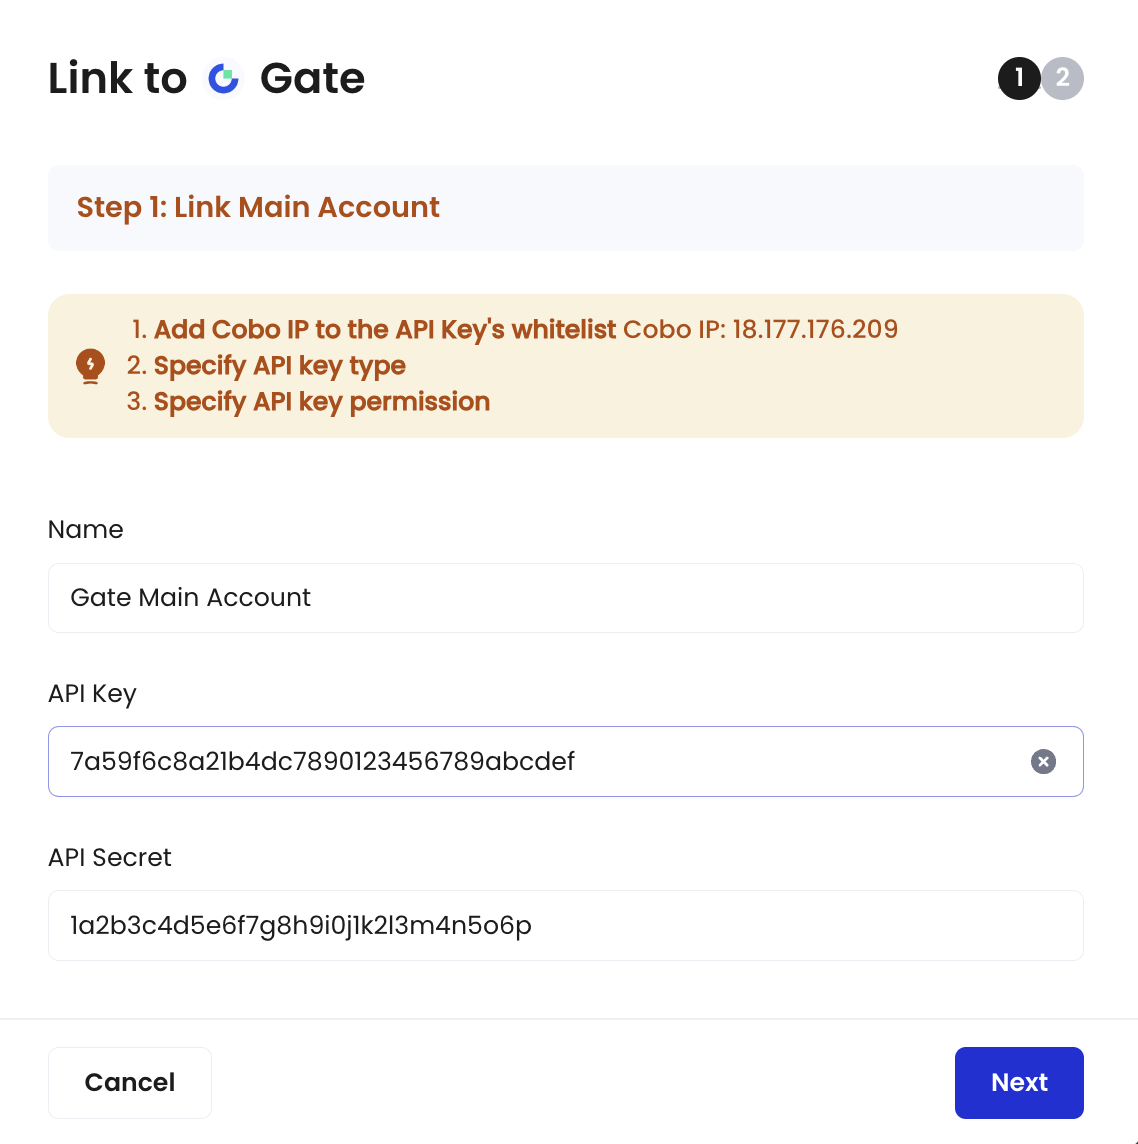 Link to Gate
1 2
Step 1: Link Main Account
1. Add Cobo IP to the API Key's whitelist Cobo IP: 18.177.176.209
2. Specify API key type
3. Specify API key permission
Name
Gate Main Account
API Key
7a59f6c8a21b4dc7890123456789abcdef
API Secret
1a2b3c4d5e6f7g8h9i0j1k2l3m4n5o6p
Cancel
Next